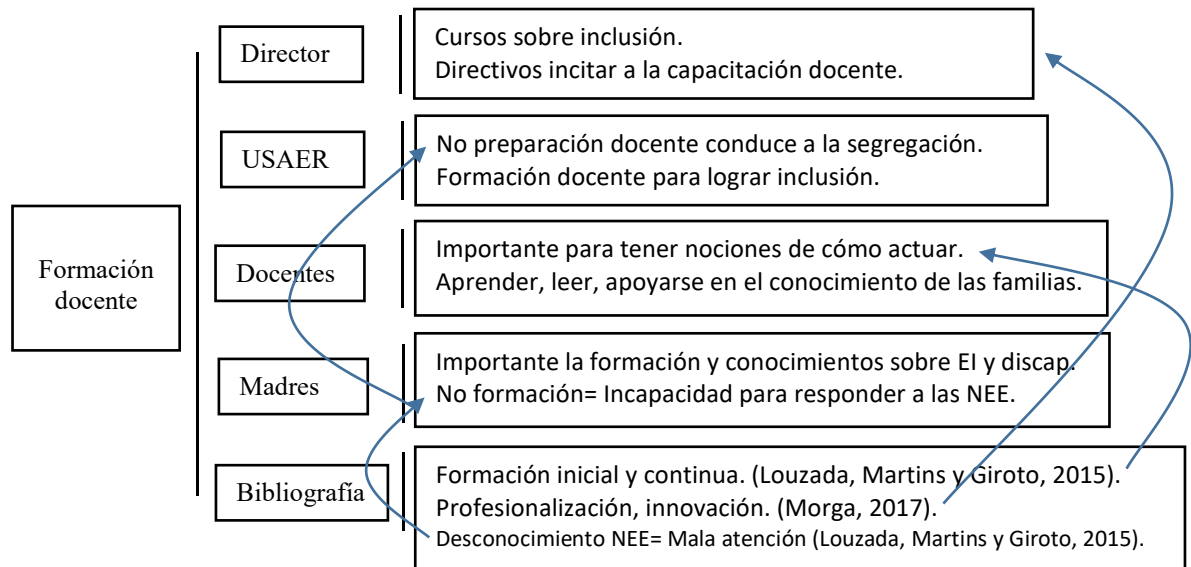 Formación
docente
Director
Cursos sobre inclusión.
Directivos incitar a la capacitación docente.
USAER
No preparación docente conduce a la segregación.
Formación docente para lograr inclusión.
Docentes
Importante para tener nociones de cómo actuar.
Aprender, leer, apoyarse en el conocimiento de las familias.
Madres
Importante la formación y conocimientos sobre EI y discap.
No formación= Incapacidad para responder a las NEE.
Bibliografía
Formación inicial y continua. (Louzada, Martins y Giroto, 2015).
Profesionalización, innovación. (Morga, 2017).
Desconocimiento NEE= Mala atención (Louzada, Martins y Giroto, 2015).